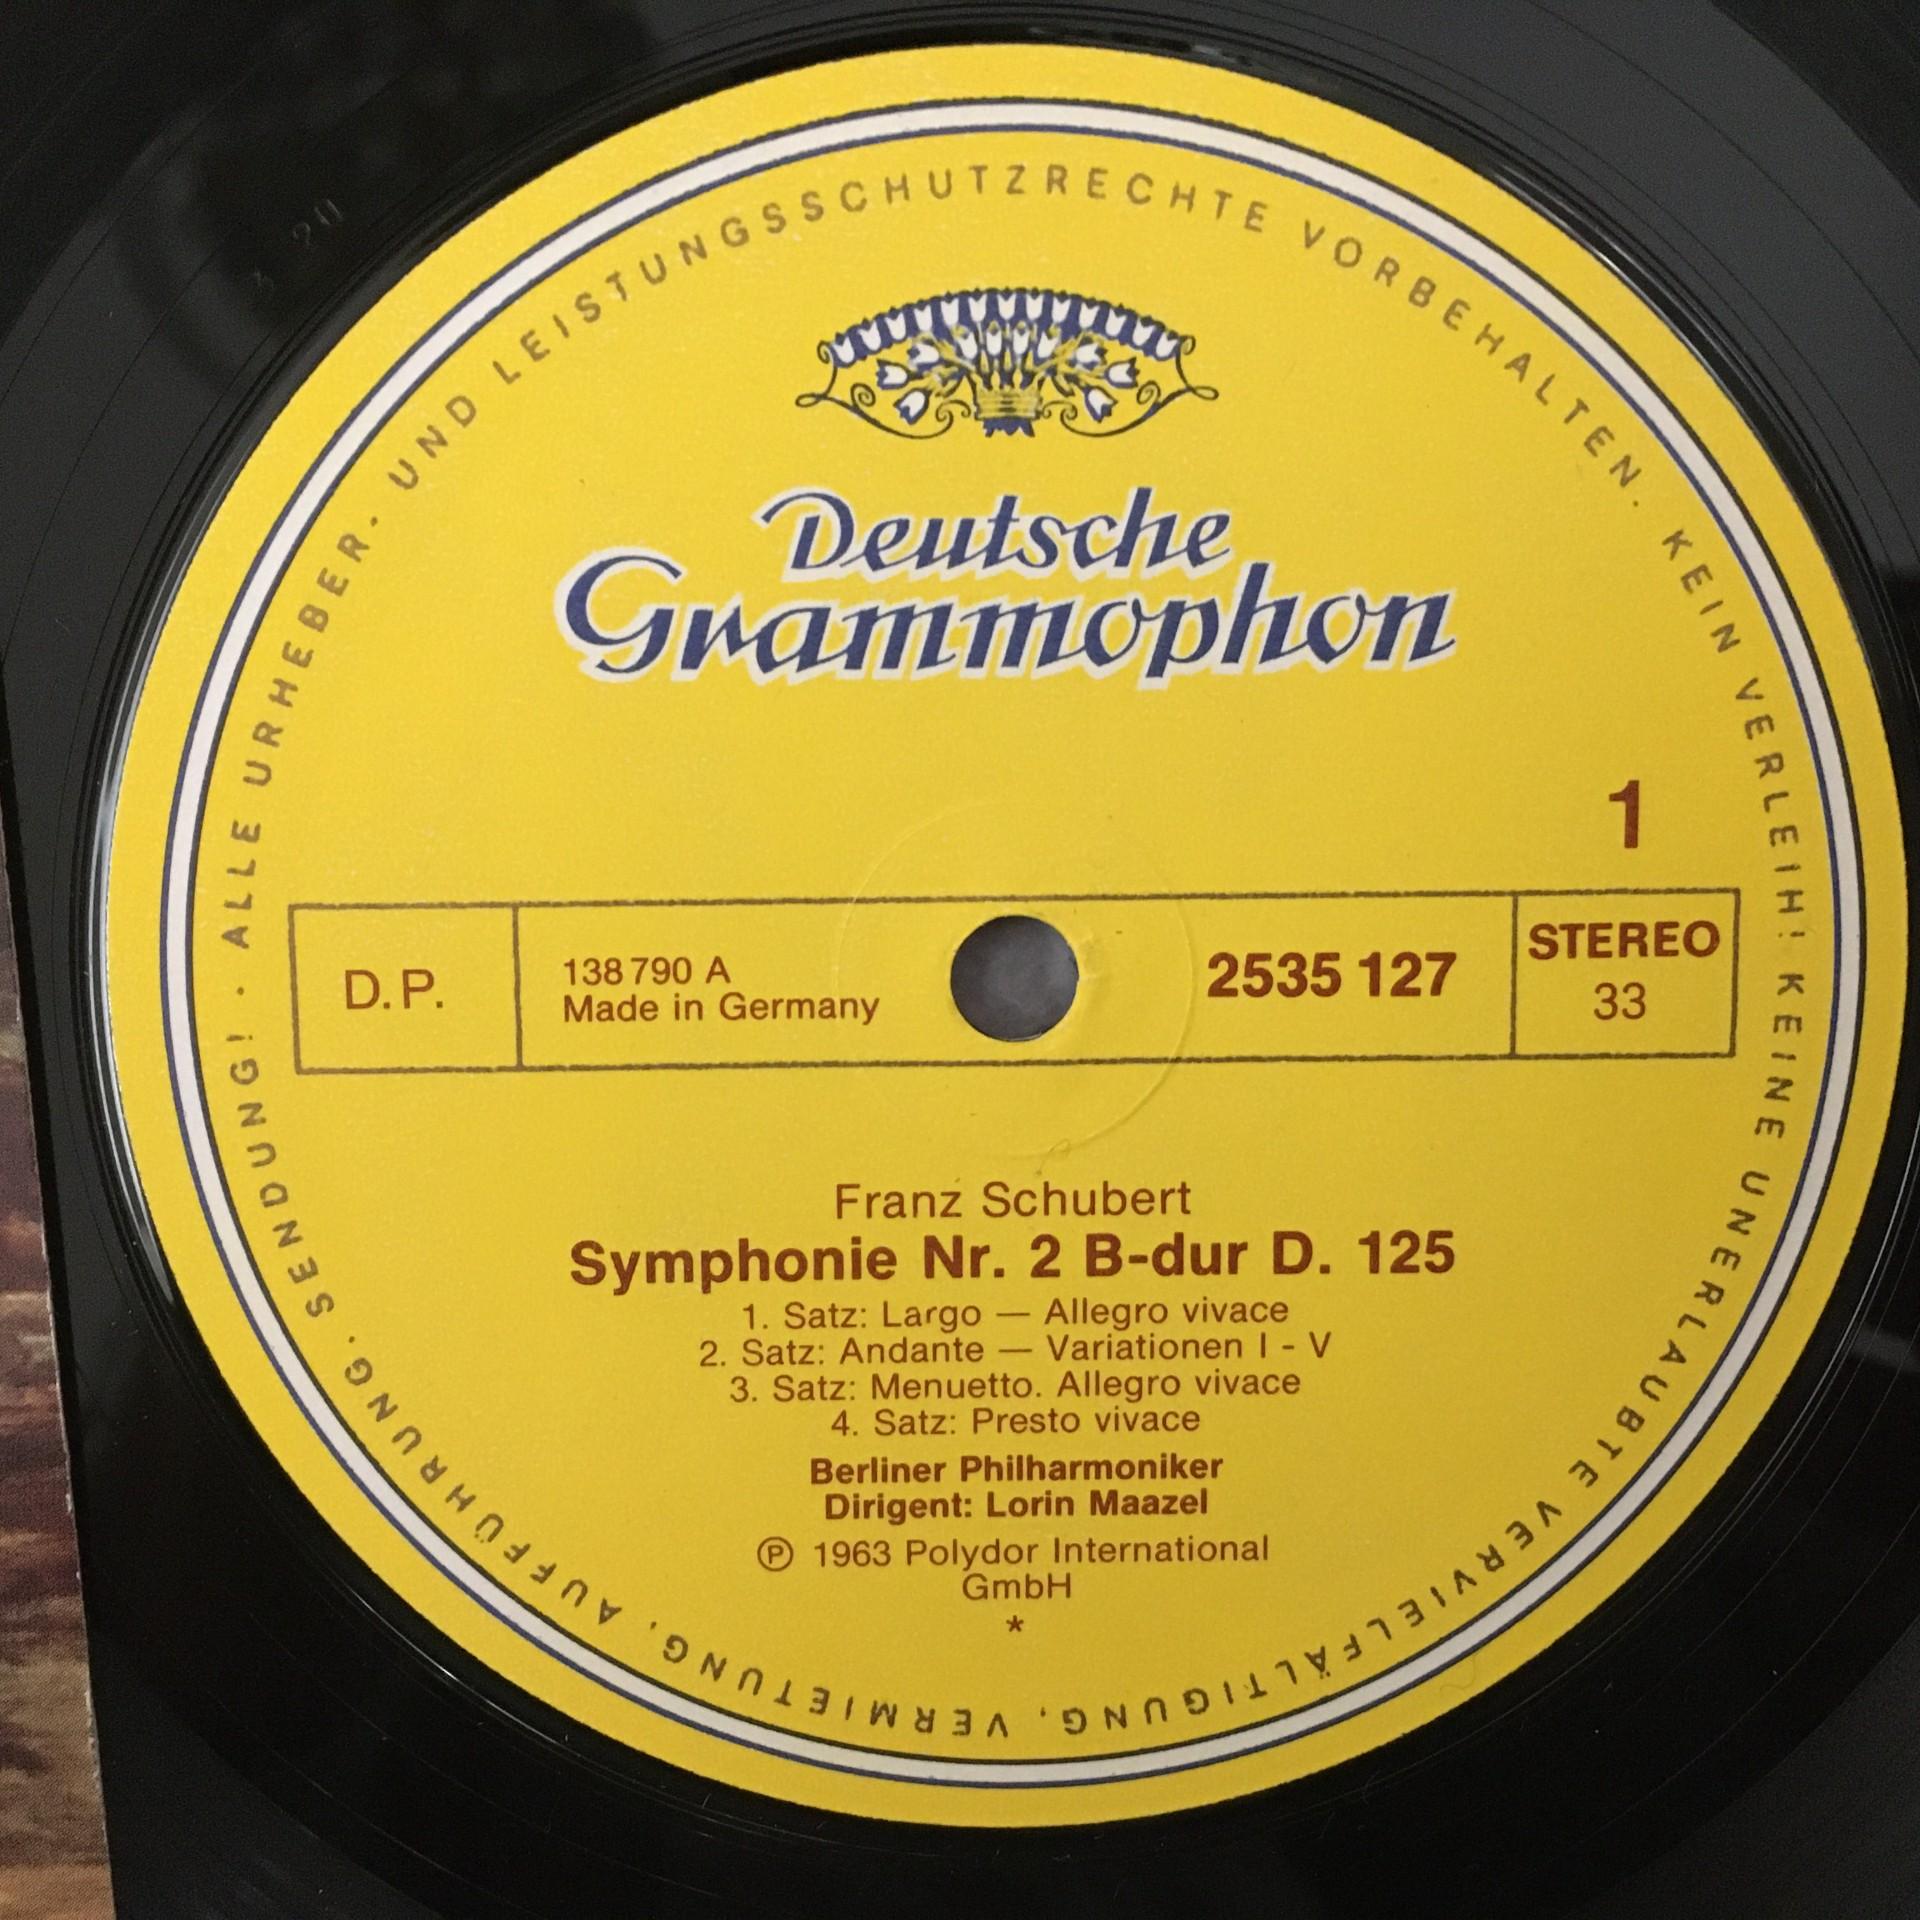 ALLE URHEBER- UND LEISTUNGSSCHUTZRECHTE VORBEHALTEN. KEIN VERLEIH! KEINE UNERLAUBTE VERVIELFÄLTIGUNG, VERMIETUNG, AUFFÜHRUNG, SENDUNG! ·
Deutsche
Grammophon
1
D.P.
138 790 A
Made in Germany
2535 127
STEREO
33
Franz Schubert
Symphonie Nr. 2 B-dur D. 125
1. Satz: Largo — Allegro vivace
2. Satz: Andante — Variationen I - V
3. Satz: Menuetto. Allegro vivace
4. Satz: Presto vivace
Berliner Philharmoniker
Dirigent: Lorin Maazel
℗ 1963 Polydor International
GmbH
*